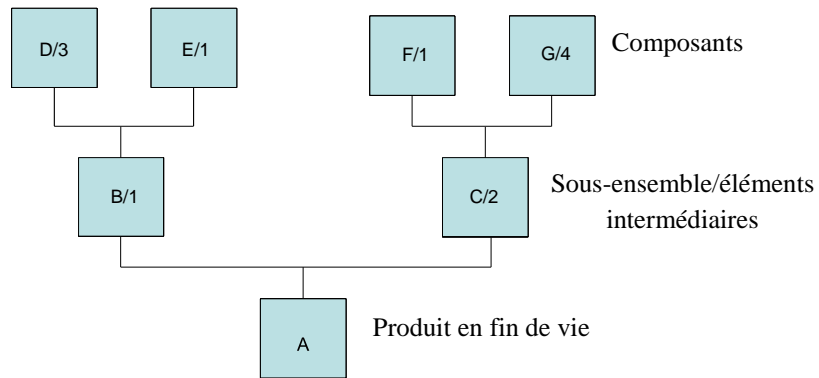 D/3
E/1
F/1
G/4
Composants
B/1
C/2
Sous-ensemble/éléments
intermédiaires
A
Produit en fin de vie